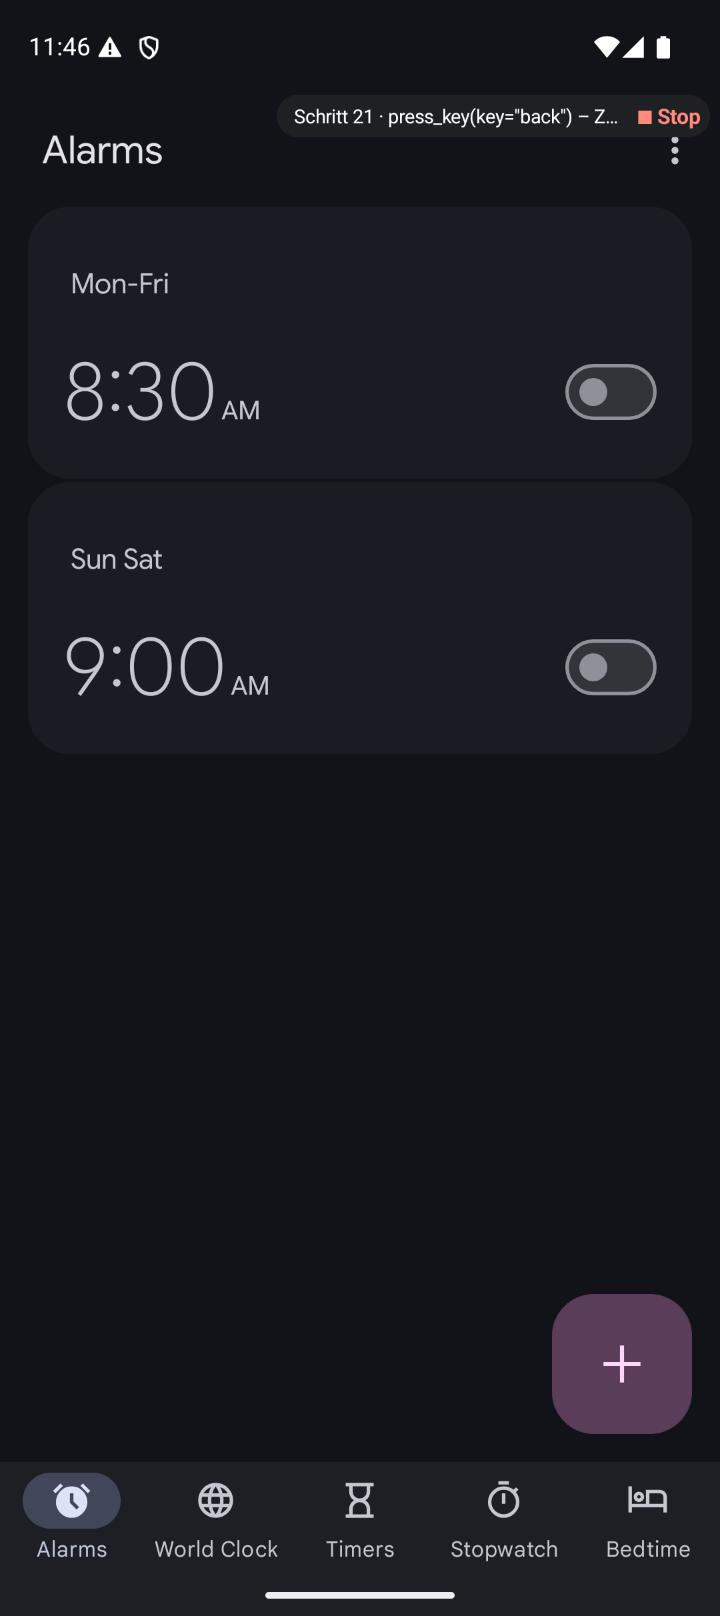 11:46
Schritt 21 · press_key(key="back") – Z... Stop
Alarms
Mon-Fri
8:30 AM
Sun Sat
9:00 AM
Alarms World Clock Timers Stopwatch Bedtime